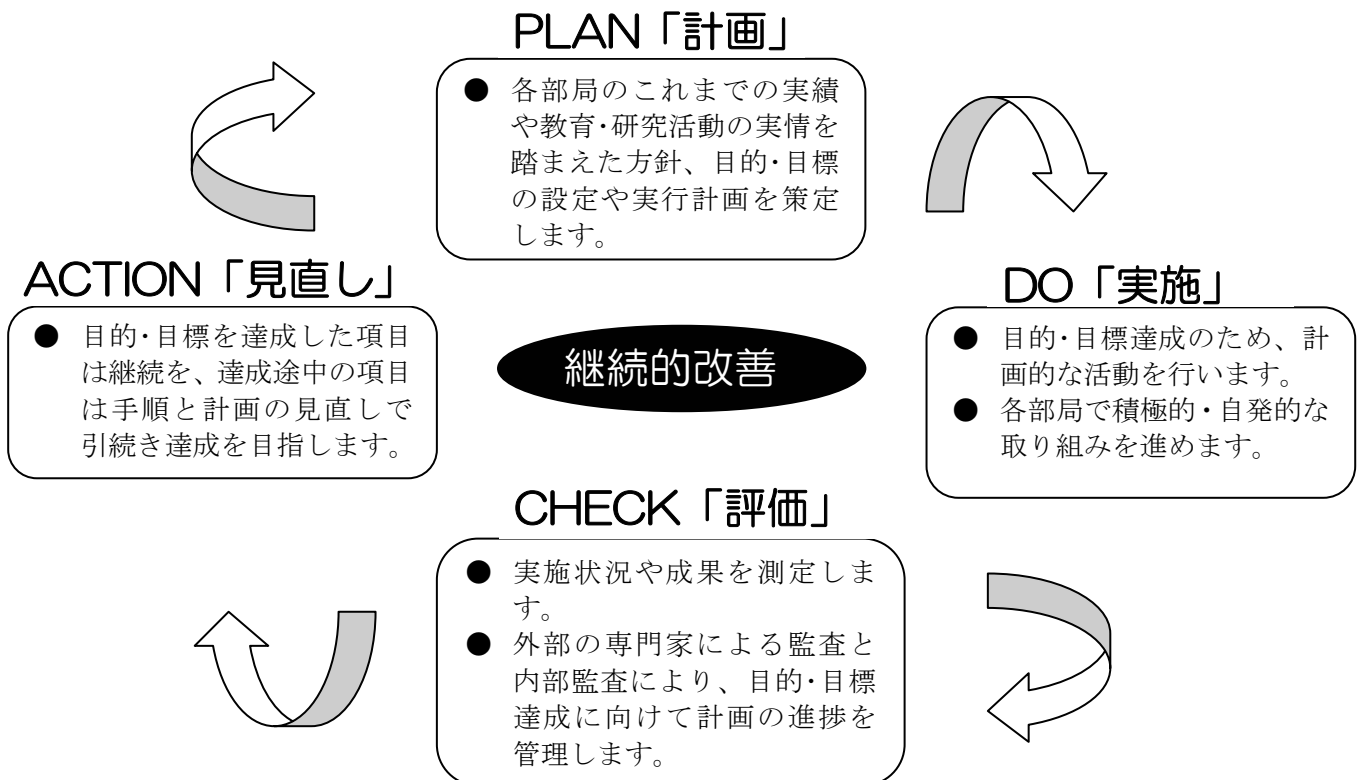 PLAN「計画」
● 各部局のこれまでの実績
や教育･研究活動の実情を
踏まえた方針、目的･目標
の設定や実行計画を策定
します。
ACTION「見直し」
● 目的･目標を達成した項目
は継続を、達成途中の項目
は手順と計画の見直しで
引続き達成を目指します。
継続的改善
DO「実施」
● 目的･目標達成のため、計
画的な活動を行います。
● 各部局で積極的･自発的な
取り組みを進めます。
CHECK「評価」
● 実施状況や成果を測定しま
す。
● 外部の専門家による監査と
内部監査により、目的･目標
達成に向けて計画の進捗を
管理します。